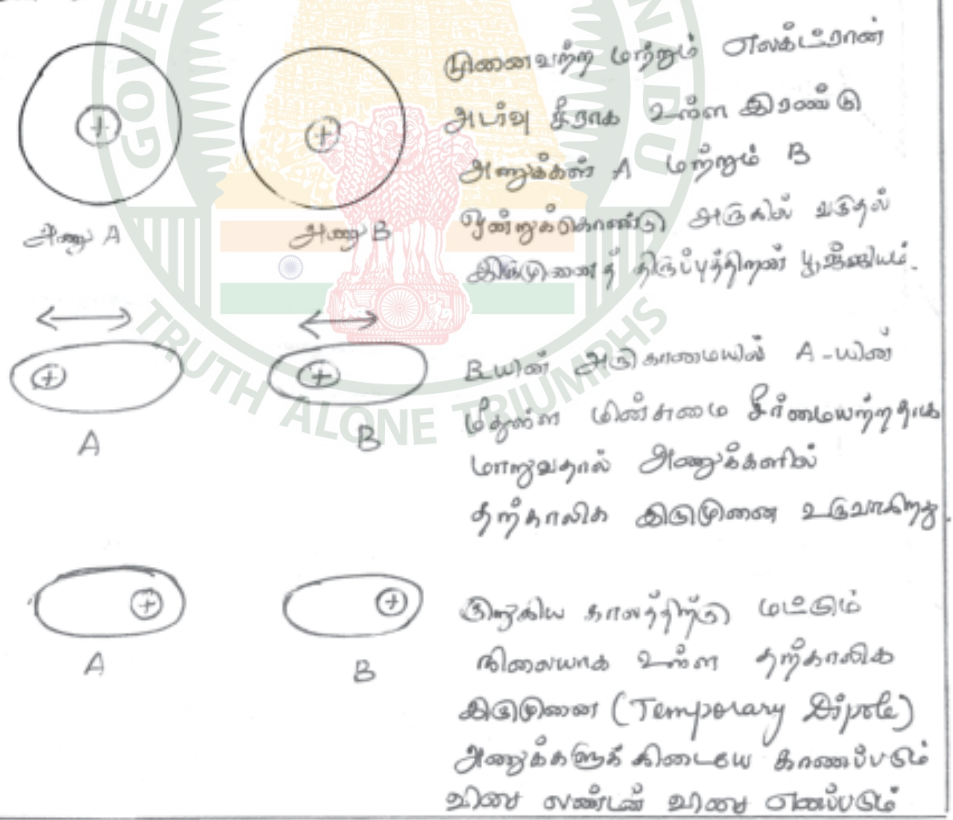 முனைவற்ற மற்றும் எலக்ட்ரான்
அடர்வு சீராக உள்ள இரண்டு
அணுக்கள் A மற்றும் B
ஒன்றுக்கொண்டு அருகில் வருதல்
இருமுனைத் திருப்புத்திறன் பூஜ்ஜியம்.
அணு A
அணு B
B யின் அருகாமையில் A-யின்
மீதுள்ள மின்சுமை சீர்மையற்றதாக
மாறுவதால் அணுக்களில்
தற்காலிக இருமுனை உருவாகிறது.
A
B
குறுகிய காலத்திற்கு மட்டும்
நிலையாக உள்ள தற்காலிக
இருமுனை (Temporary Dipole)
அணுக்களுக் கிடையே காணப்படும்
விசை லண்டன் விசை எனப்படும்
A
B
GOVE
NADU
TRUTH ALONE TRIUMPHS